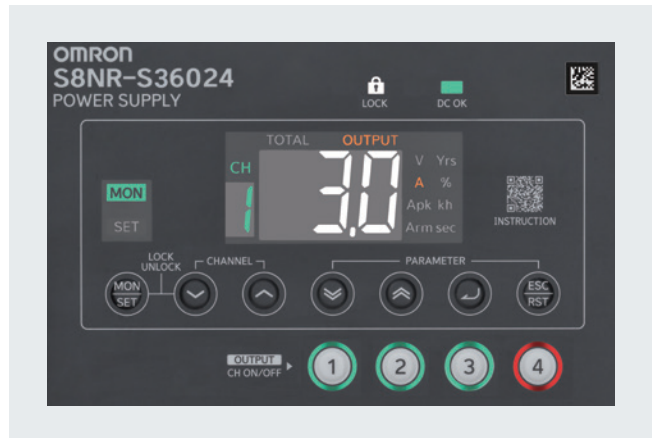 OMRON
S8NR-S36024
POWER SUPPLY
LOCK
DC OK
TOTAL OUTPUT
CH
1
3.0
V Yrs
A %
Apk kh
Arm sec
MON
SET
INSTRUCTION
LOCK
UNLOCK
CHANNEL
PARAMETER
MON
SET
ESC
RST
OUTPUT
CH ON/OFF
1 2 3 4